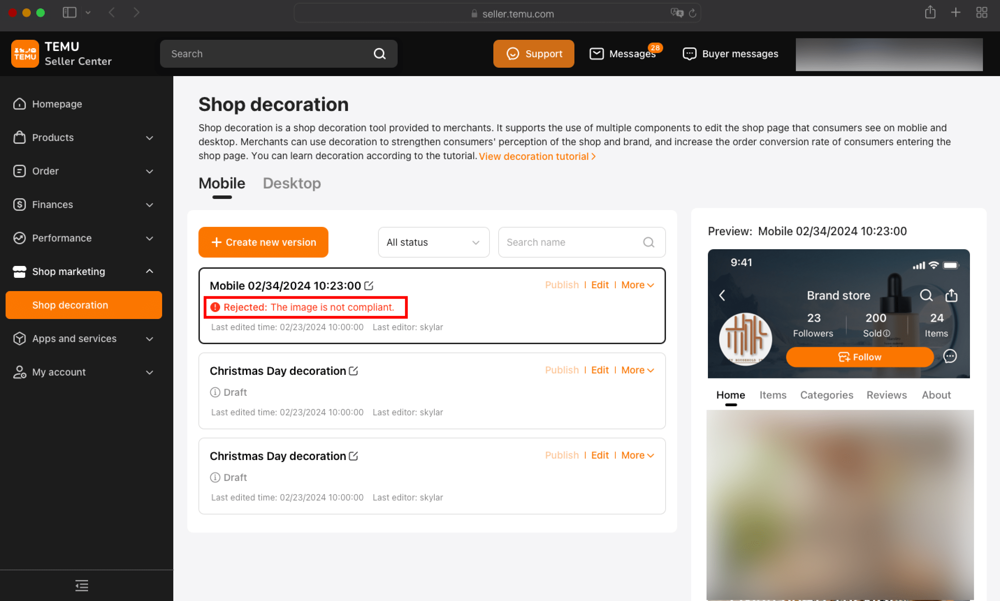 seller.temu.com
TEMU
TEMU
Seller Center
Search
Support
Messages
28
Buyer messages
Homepage
Products
Order
Finances
Performance
Shop marketing
Shop decoration
Apps and services
My account
Shop decoration
Shop decoration is a shop decoration tool provided to merchants. It supports the use of multiple components to edit the shop page that consumers see on moblie and
desktop. Merchants can use decoration to strengthen consumers' perception of the shop and brand, and increase the order conversion rate of consumers entering the
shop page. You can learn decoration according to the tutorial. View decoration tutorial
Mobile Desktop
Create new version
All status
Search name
Mobile 02/34/2024 10:23:00
Publish Edit More
Rejected: The image is not compliant.
Last edited time: 02/23/2024 10:00:00 Last editor: skylar
Christmas Day decoration
Publish Edit More
Draft
Last edited time: 02/23/2024 10:00:00 Last editor: skylar
Christmas Day decoration
Publish Edit More
Draft
Last edited time: 02/23/2024 10:00:00 Last editor: skylar
Preview: Mobile 02/34/2024 10:23:00
9:41
Brand store
23 200 24
Followers Sold Items
Follow
Home Items Categories Reviews About